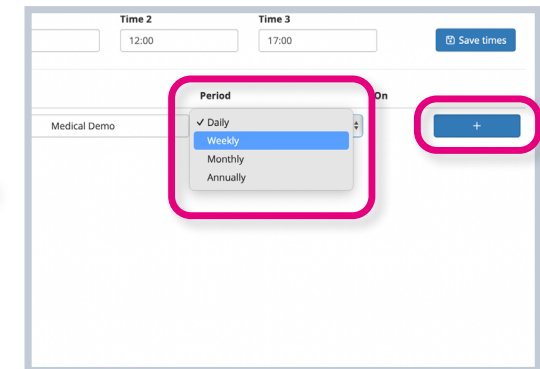 Time 2 Time 3
12:00 17:00 Save times
Period On
Medical Demo ✓ Daily +
Weekly
Monthly
Annually